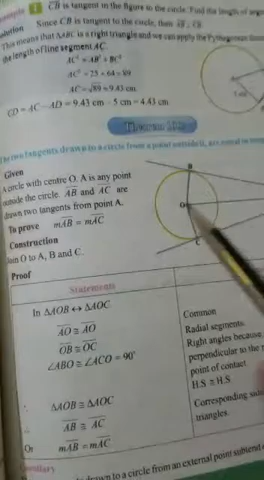 1 CB is tangent in the figure to the circle. Find the length of
Since CB is tangent to the circle, then
This means that ΔABC is a right triangle and we can apply the Pythagorean
the length of line segment AC.
AC² = AB² + BC²
AC² = 25 + 64 = 89
AC = √89 = 9.43 cm
CD = AC − AD = 9.43 cm − 5 cm = 4.43 cm
Theorem
The two tangents drawn to a circle from a point outside it, are equal in
Given
A circle with centre O. A is any point
outside the circle. AB and AC are
drawn two tangents from point A.
To prove mAB = mAC
Construction
Join O to A, B and C.
B
O
C
Proof
Statements
In ΔAOB ↔ ΔAOC
AO ≅ AO
Common
OB ≅ OC
Radial segments
∠ABO ≅ ∠ACO = 90°
Right angles because
perpendicular to the
point of contact.
H.S ≅ H.S
∴ ΔAOB ≅ ΔAOC
AB ≅ AC
Corresponding
triangles.
Or mAB = mAC
drawn to a circle from an external point subtend